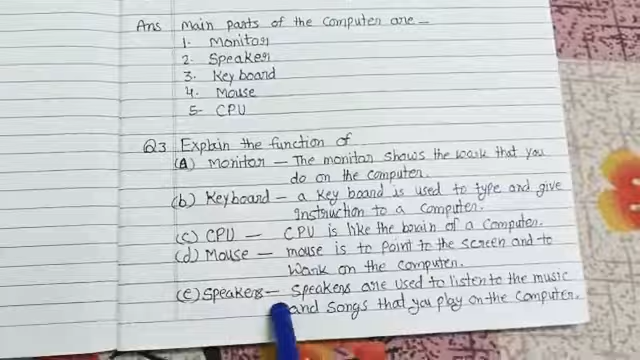 Ans Main parts of the Computer are -
1. Monitor
2. Speaker
3. Key board
4. Mouse
5- CPU
Q3 Explain the function of
(A) Monitor - The monitor shows the work that you
do on the computer.
(b) Keyboard - a Key board is used to type and give
Instruction to a computer.
(c) CPU - CPU is like the brain of a Computer.
(d) Mouse - mouse is to point to the screen and to
Work on the computer.
(e) Speakers - Speakers are used to listen to the music
and songs that you play on the computer.